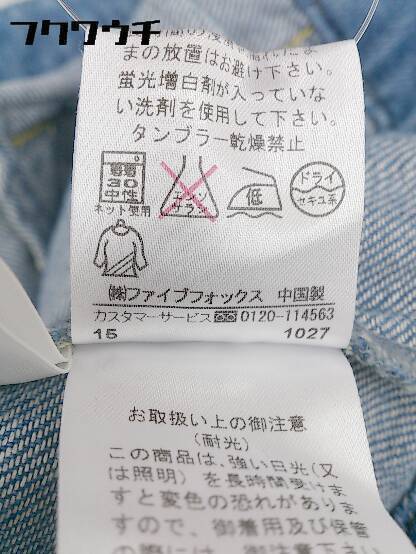 フクワウチ
まの放置はお避け下さい。
蛍光増白剤が入っていな
い洗剤を使用して下さい。
タンブラー乾燥禁止
30
中性
ネット使用
エンソ
サラシ
低
ドライ
セキユ系
㈱ファイブフォックス 中国製
カスタマーサービス 0120-114563
15 1027
お取扱い上の御注意
(耐光)
この商品は、強い日光(又
は照明)を長時間受けま
すと変色の恐れがありま
すので、御着用及び保管